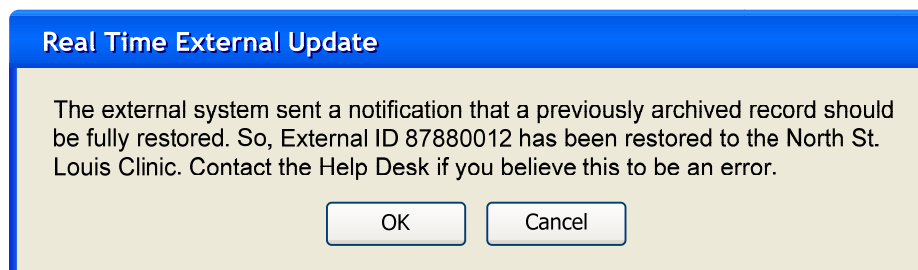 Real Time External Update
The external system sent a notification that a previously archived record should
be fully restored. So, External ID 87880012 has been restored to the North St.
Louis Clinic. Contact the Help Desk if you believe this to be an error.
OK
Cancel